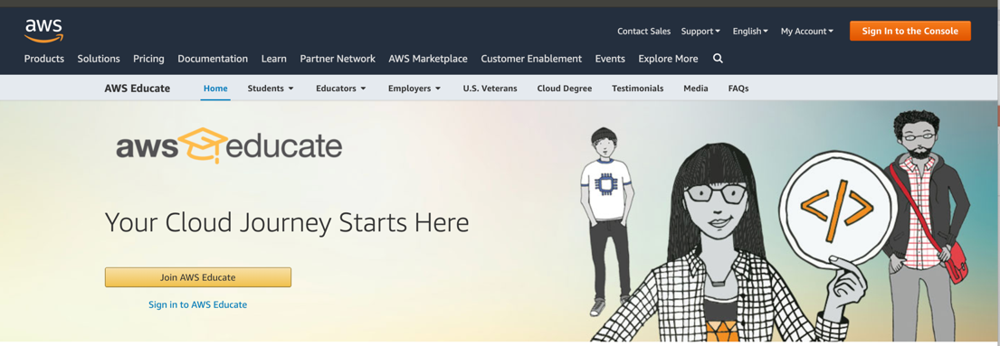 aws
Contact Sales Support English My Account Sign In to the Console
Products Solutions Pricing Documentation Learn Partner Network AWS Marketplace Customer Enablement Events Explore More
AWS Educate Home Students Educators Employers U.S. Veterans Cloud Degree Testimonials Media FAQs
aws educate
Your Cloud Journey Starts Here
Join AWS Educate
Sign in to AWS Educate
</>